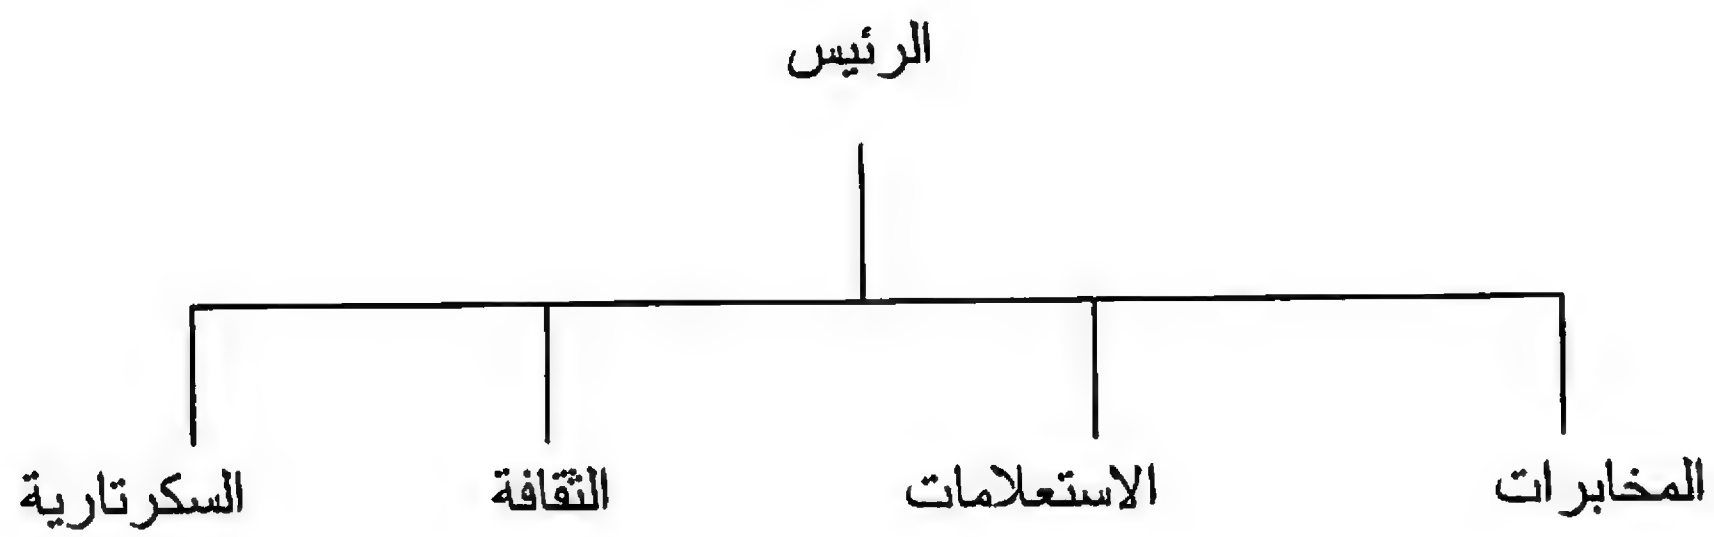 الرئيس
المخابرات
الاستعلامات
الثقافة
السكرتارية